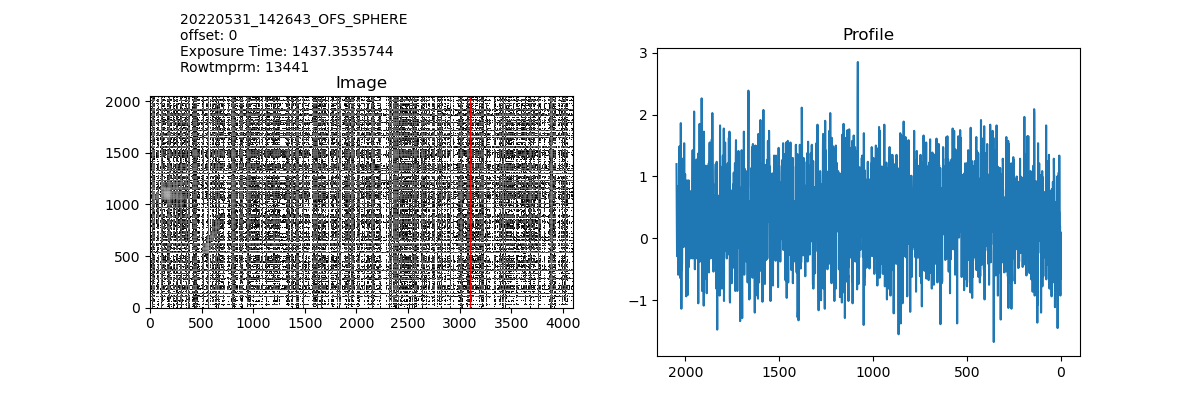 20220531_142643_OFS_SPHERE
offset: 0
Exposure Time: 1437.3535744
Rowtmprm: 13441
Image
2000
1500
1000
500
0
0 500 1000 1500 2000 2500 3000 3500 4000
Profile
3
2
1
0
−1
2000 1500 1000 500 0